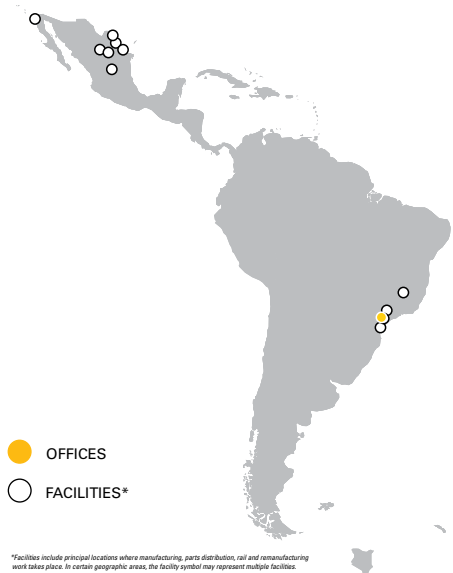 OFFICES
FACILITIES*
*Facilities include principal locations where manufacturing, parts distribution, rail and remanufacturing
work takes place. In certain geographic areas, the facility symbol may represent multiple facilities.